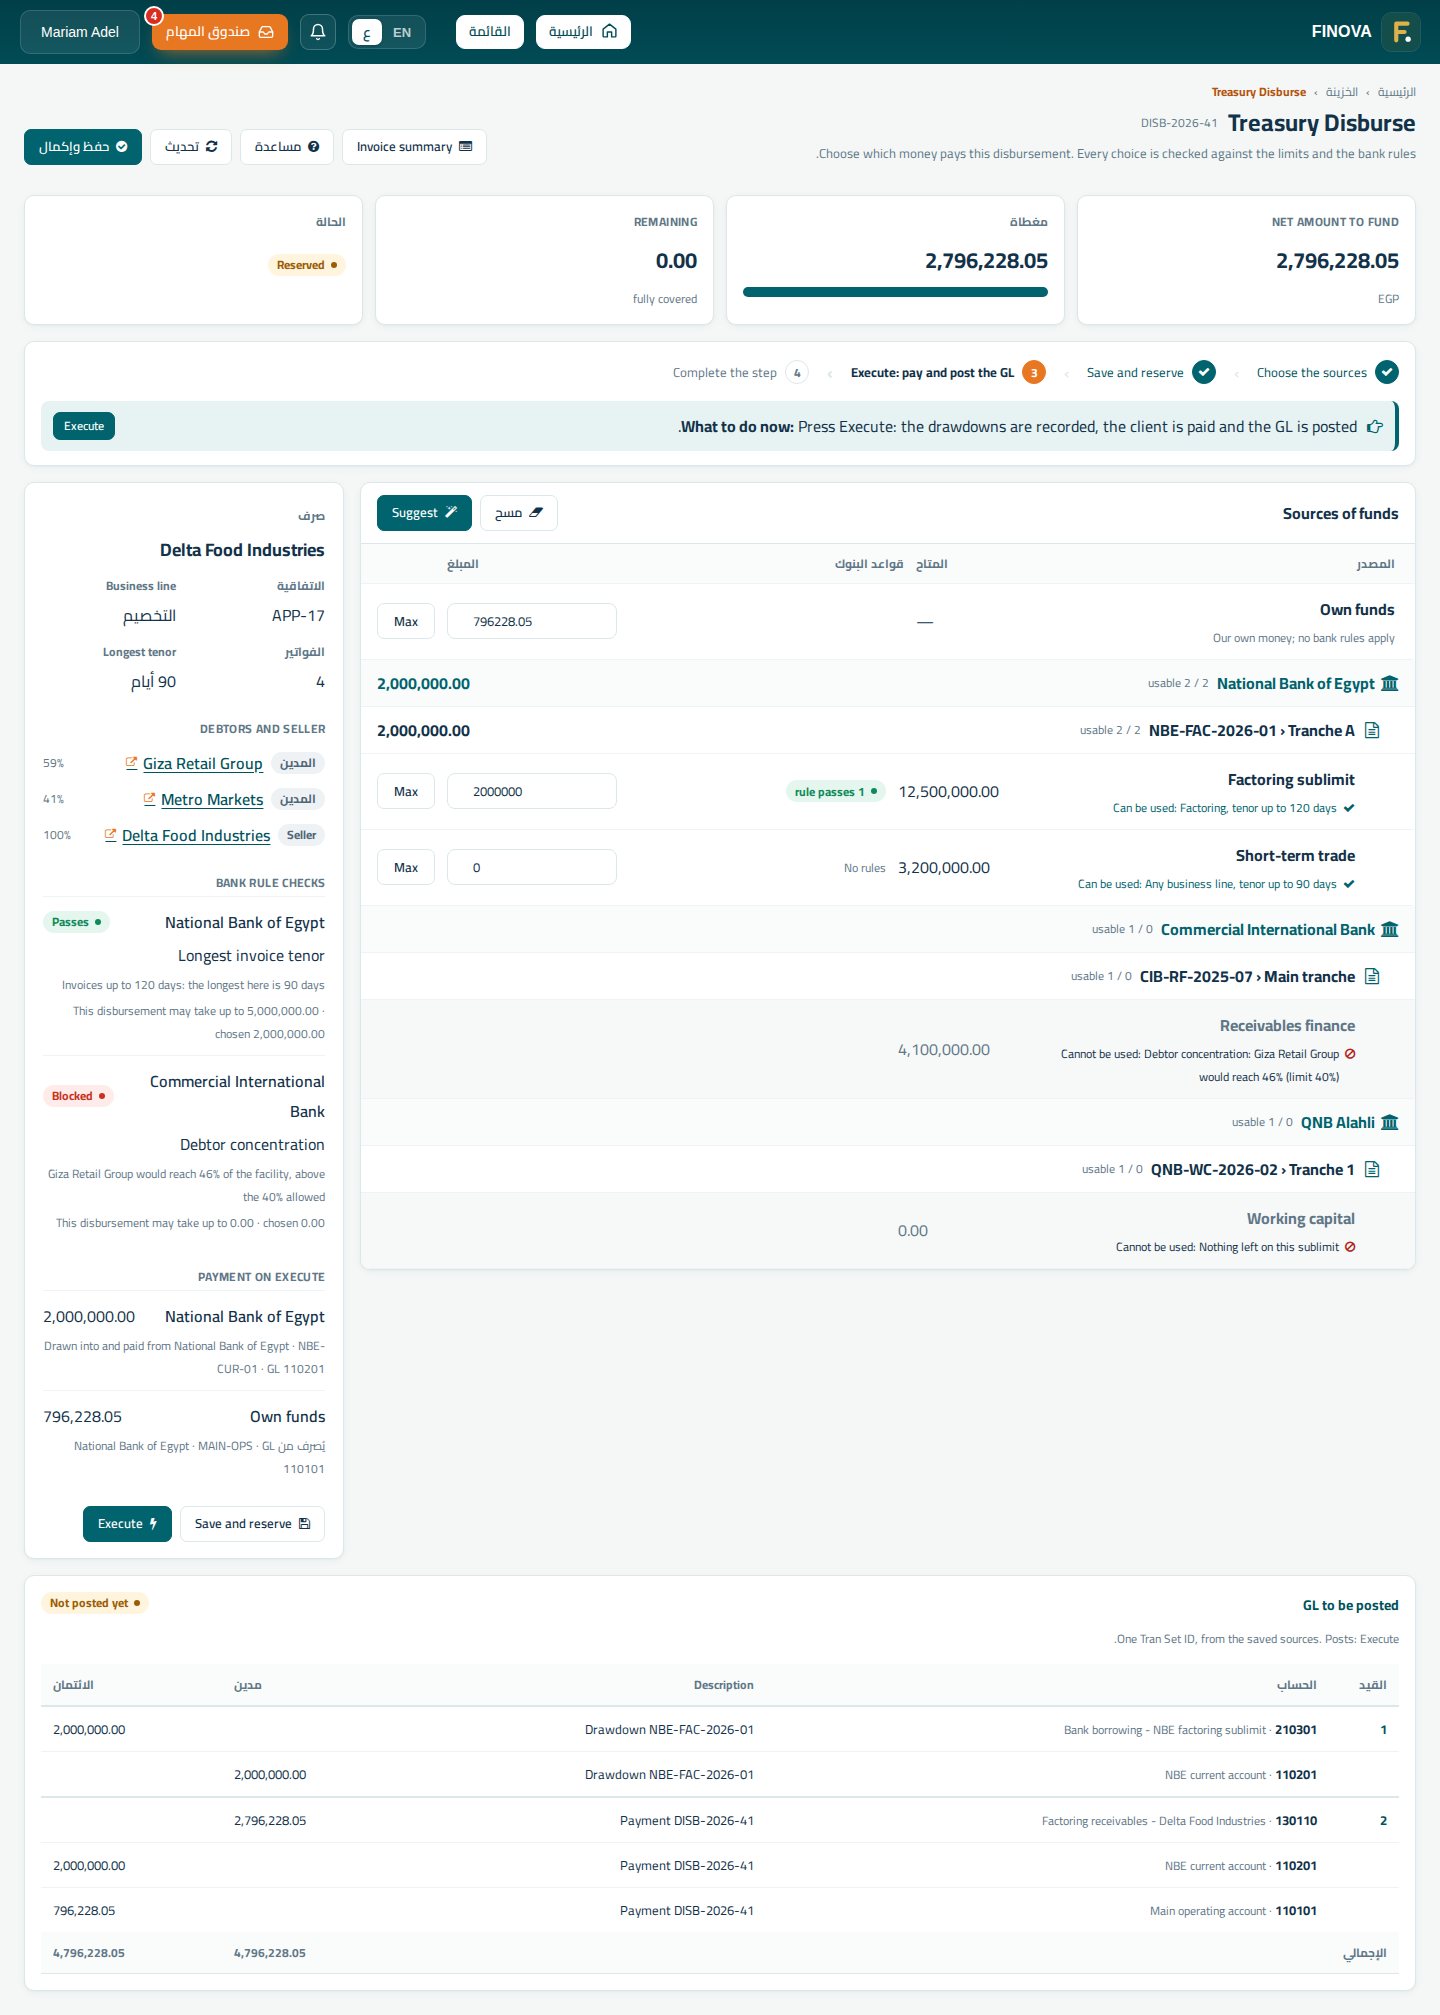 FINOVA
الرئيسية
القائمة
EN
ع
صندوق المهام
4
Mariam Adel
الرئيسية › الخزينة › Treasury Disburse
Treasury Disburse DISB-2026-41
Choose which money pays this disbursement. Every choice is checked against the limits and the bank rules.
Invoice summary
مساعدة
تحديث
حفظ وإكمال
NET AMOUNT TO FUND
2,796,228.05
EGP
مغطاة
2,796,228.05
REMAINING
0.00
fully covered
الحالة
Reserved
Choose the sources
Save and reserve
3 Execute: pay and post the GL
4 Complete the step
What to do now: Press Execute: the drawdowns are recorded, the client is paid and the GL is posted.
Execute
Sources of funds
مسح
Suggest
المصدر
المتاح
قواعد البنوك
المبلغ
Own funds
Our own money; no bank rules apply
—
796228.05
Max
National Bank of Egypt usable 2 / 2
2,000,000.00
NBE-FAC-2026-01 › Tranche A usable 2 / 2
2,000,000.00
Factoring sublimit
Can be used: Factoring, tenor up to 120 days
12,500,000.00
rule passes 1
2000000
Max
Short-term trade
Can be used: Any business line, tenor up to 90 days
3,200,000.00
No rules
0
Max
Commercial International Bank usable 1 / 0
CIB-RF-2025-07 › Main tranche usable 1 / 0
Receivables finance
Cannot be used: Debtor concentration: Giza Retail Group
would reach 46% (limit 40%)
4,100,000.00
QNB Alahli usable 1 / 0
QNB-WC-2026-02 › Tranche 1 usable 1 / 0
Working capital
Cannot be used: Nothing left on this sublimit
0.00
صرف
Delta Food Industries
الاتفاقية
APP-17
Business line
التخصيم
الفواتير
4
Longest tenor
90 أيام
DEBTORS AND SELLER
المدين Giza Retail Group 59%
المدين Metro Markets 41%
Seller Delta Food Industries 100%
BANK RULE CHECKS
National Bank of Egypt
Passes
Longest invoice tenor
Invoices up to 120 days: the longest here is 90 days
This disbursement may take up to 5,000,000.00 ·
chosen 2,000,000.00
Commercial International
Bank
Blocked
Debtor concentration
Giza Retail Group would reach 46% of the facility, above
the 40% allowed
This disbursement may take up to 0.00 · chosen 0.00
PAYMENT ON EXECUTE
National Bank of Egypt
2,000,000.00
Drawn into and paid from National Bank of Egypt · NBE-
CUR-01 · GL 110201
Own funds
796,228.05
يُصرف من National Bank of Egypt · MAIN-OPS · GL
110101
Save and reserve
Execute
GL to be posted
Not posted yet
One Tran Set ID, from the saved sources. Posts: Execute.
القيد
الحساب
Description
مدين
الائتمان
1 210301 · Bank borrowing - NBE factoring sublimit Drawdown NBE-FAC-2026-01 2,000,000.00
110201 · NBE current account Drawdown NBE-FAC-2026-01 2,000,000.00
2 130110 · Factoring receivables - Delta Food Industries Payment DISB-2026-41 2,796,228.05
110201 · NBE current account Payment DISB-2026-41 2,000,000.00
110101 · Main operating account Payment DISB-2026-41 796,228.05
الإجمالي 4,796,228.05 4,796,228.05